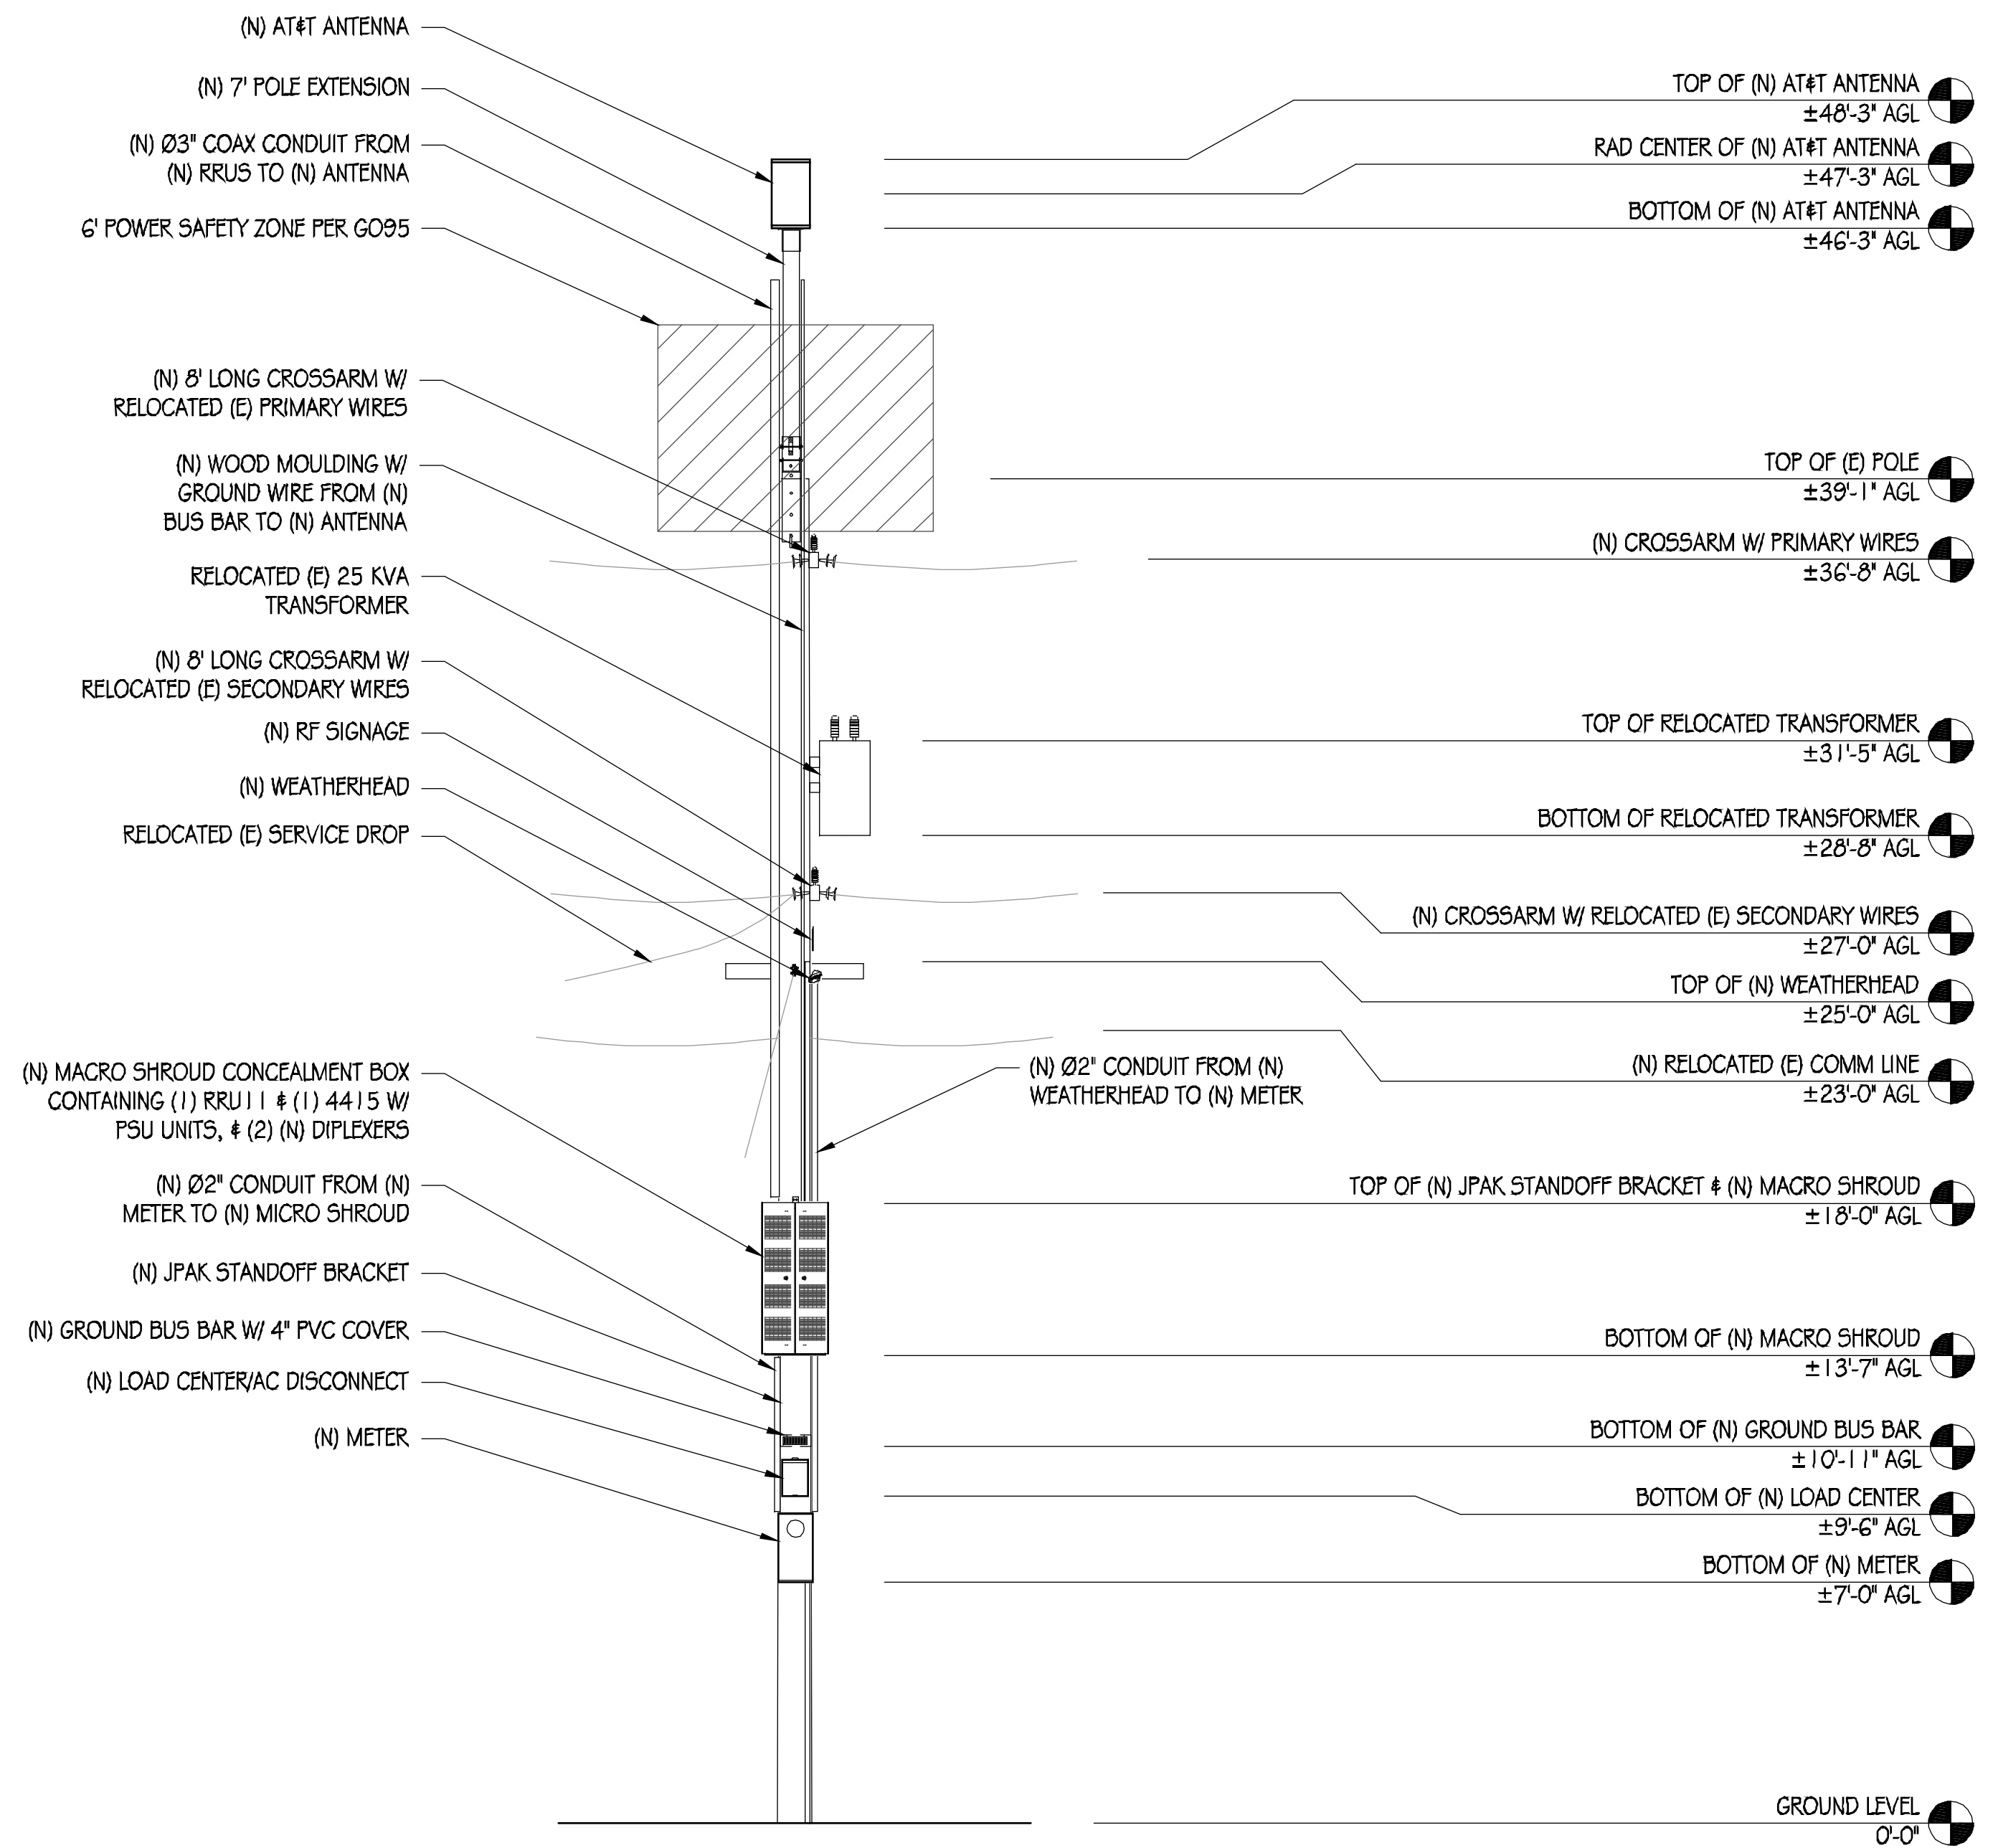 (N) AT&T ANTENNA
(N) 7' POLE EXTENSION
(N) Ø3" COAX CONDUIT FROM
(N) RRUS TO (N) ANTENNA
6' POWER SAFETY ZONE PER GO95
(N) 8' LONG CROSSARM W/
RELOCATED (E) PRIMARY WIRES
(N) WOOD MOULDING W/
GROUND WIRE FROM (N)
BUS BAR TO (N) ANTENNA
RELOCATED (E) 25 KVA
TRANSFORMER
(N) 8' LONG CROSSARM W/
RELOCATED (E) SECONDARY WIRES
(N) RF SIGNAGE
(N) WEATHERHEAD
RELOCATED (E) SERVICE DROP
(N) MACRO SHROUD CONCEALMENT BOX
CONTAINING (1) RRU11 & (1) 4415 W/
PSU UNITS, & (2) (N) DIPLEXERS
(N) Ø2" CONDUIT FROM (N)
METER TO (N) MICRO SHROUD
(N) JPAK STANDOFF BRACKET
(N) GROUND BUS BAR W/ 4" PVC COVER
(N) LOAD CENTER/AC DISCONNECT
(N) METER
(N) Ø2" CONDUIT FROM (N)
WEATHERHEAD TO (N) METER
TOP OF (N) AT&T ANTENNA
±48'-3" AGL
RAD CENTER OF (N) AT&T ANTENNA
±47'-3" AGL
BOTTOM OF (N) AT&T ANTENNA
±46'-3" AGL
TOP OF (E) POLE
±39'-1" AGL
(N) CROSSARM W/ PRIMARY WIRES
±36'-8" AGL
TOP OF RELOCATED TRANSFORMER
±31'-5" AGL
BOTTOM OF RELOCATED TRANSFORMER
±28'-8" AGL
(N) CROSSARM W/ RELOCATED (E) SECONDARY WIRES
±27'-0" AGL
TOP OF (N) WEATHERHEAD
±25'-0" AGL
(N) RELOCATED (E) COMM LINE
±23'-0" AGL
TOP OF (N) JPAK STANDOFF BRACKET & (N) MACRO SHROUD
±18'-0" AGL
BOTTOM OF (N) MACRO SHROUD
±13'-7" AGL
BOTTOM OF (N) GROUND BUS BAR
±10'-11" AGL
BOTTOM OF (N) LOAD CENTER
±9'-6" AGL
BOTTOM OF (N) METER
±7'-0" AGL
GROUND LEVEL
0'-0"